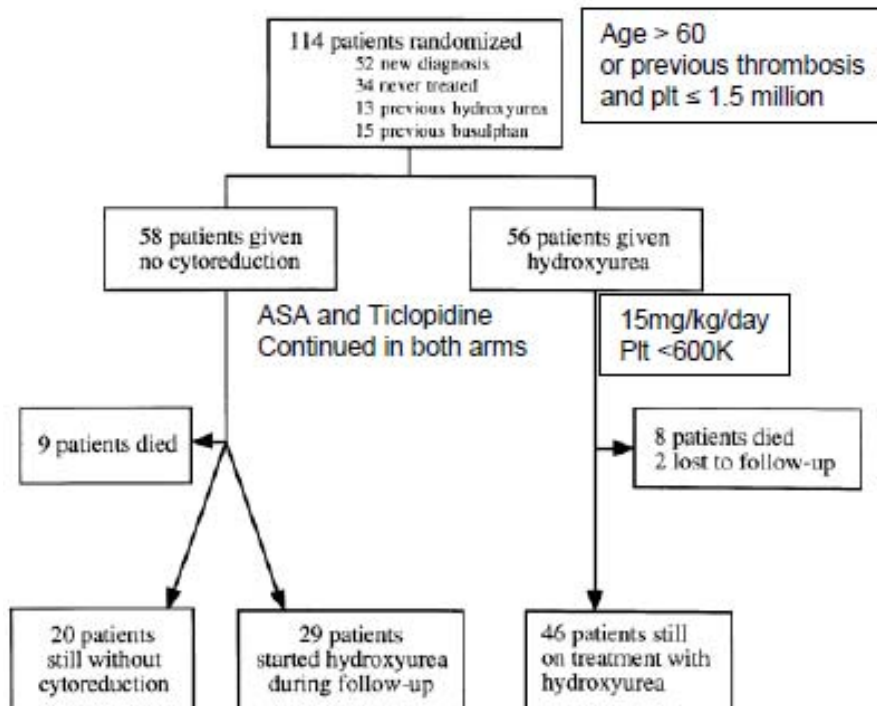 114 patients randomized
52 new diagnosis
34 never treated
13 previous hydroxyurea
15 previous busulphan
Age > 60
or previous thrombosis
and plt ≤ 1.5 million
58 patients given
no cytoreduction
56 patients given
hydroxyurea
ASA and Ticlopidine
Continued in both arms
15mg/kg/day
Plt <600K
9 patients died
8 patients died
2 lost to follow-up
20 patients
still without
cytoreduction
29 patients
started hydroxyurea
during follow-up
46 patients still
on treatment with
hydroxyurea